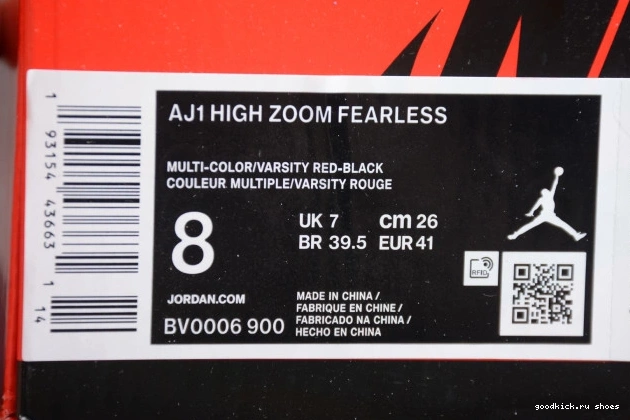 AJ1 HIGH ZOOM FEARLESS
MULTI-COLOR/VARSITY RED-BLACK
COULEUR MULTIPLE/VARSITY ROUGE
8
UK 7 cm 26
BR 39.5 EUR 41
RFID
JORDAN.COM
BV0006 900
MADE IN CHINA /
FABRIQUE EN CHINE /
FABRICADO NA CHINA /
HECHO EN CHINA
1 93154 43663 1 14
goodkick.ru shoes